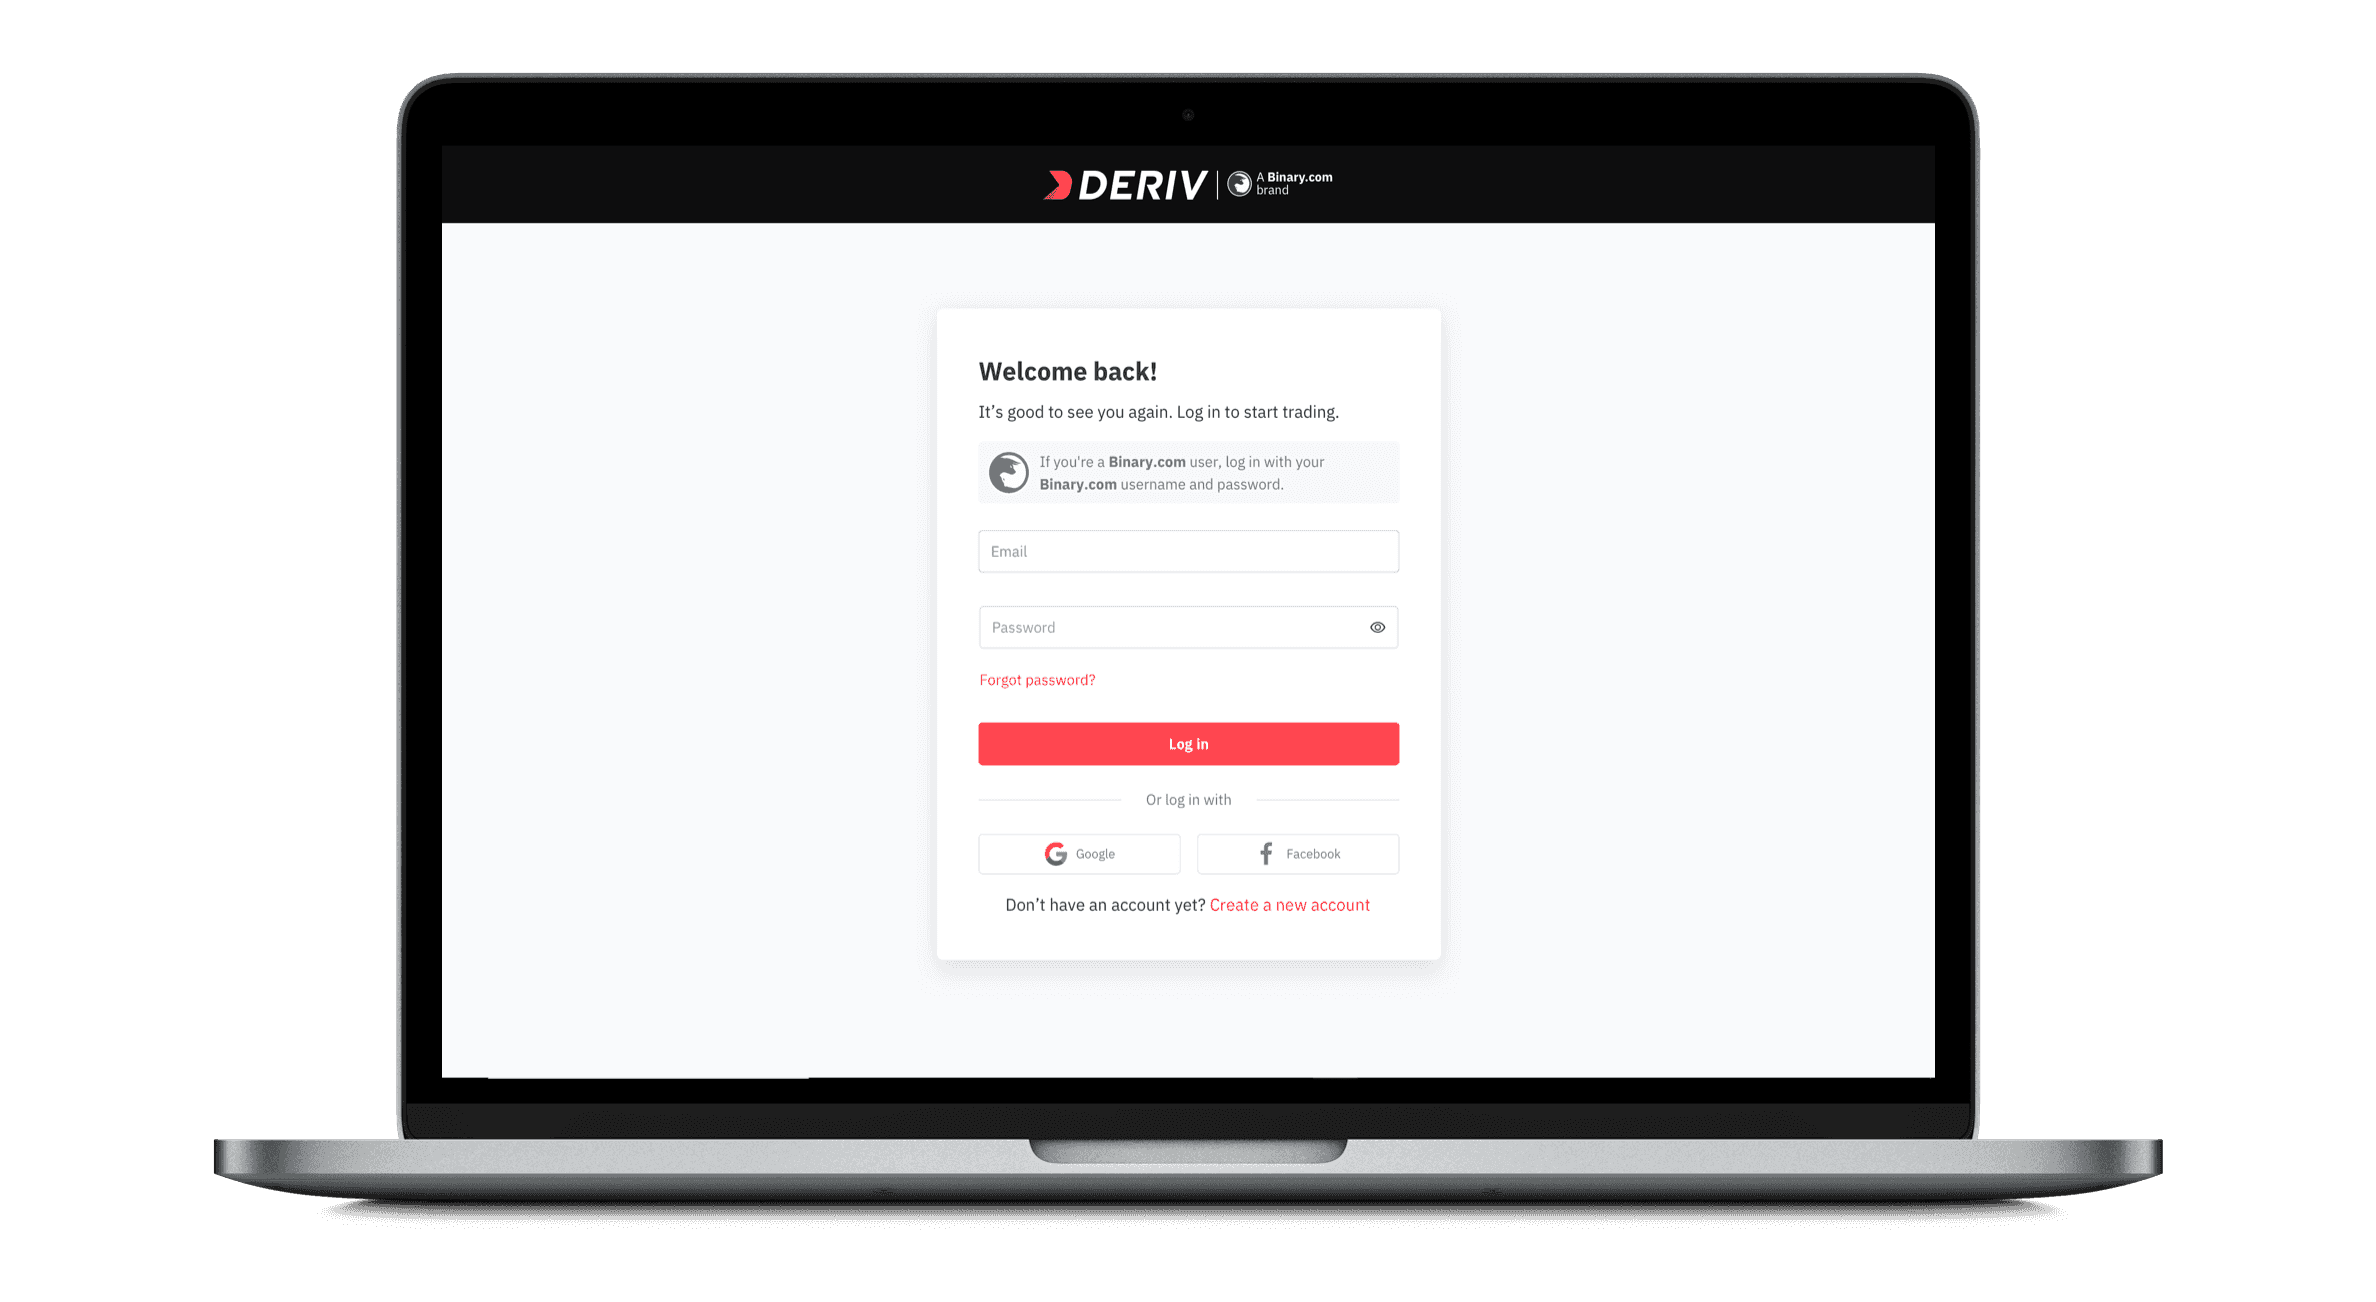 DERIV
A Binary.com
brand
Welcome back!
It’s good to see you again. Log in to start trading.
If you're a Binary.com user, log in with your
Binary.com username and password.
Email
Password
Forgot password?
Log in
Or log in with
Google
Facebook
Don’t have an account yet? Create a new account